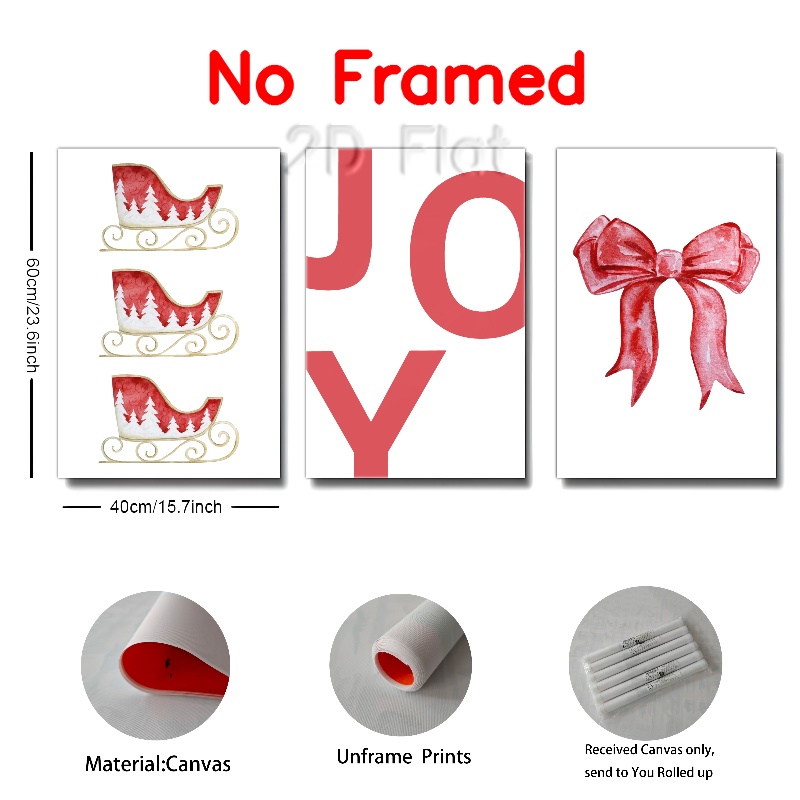 No Framed
2D Flat
JO
Y
60cm/23.6inch
40cm/15.7inch
Material:Canvas
Unframe Prints
Received Canvas only,
send to You Rolled up